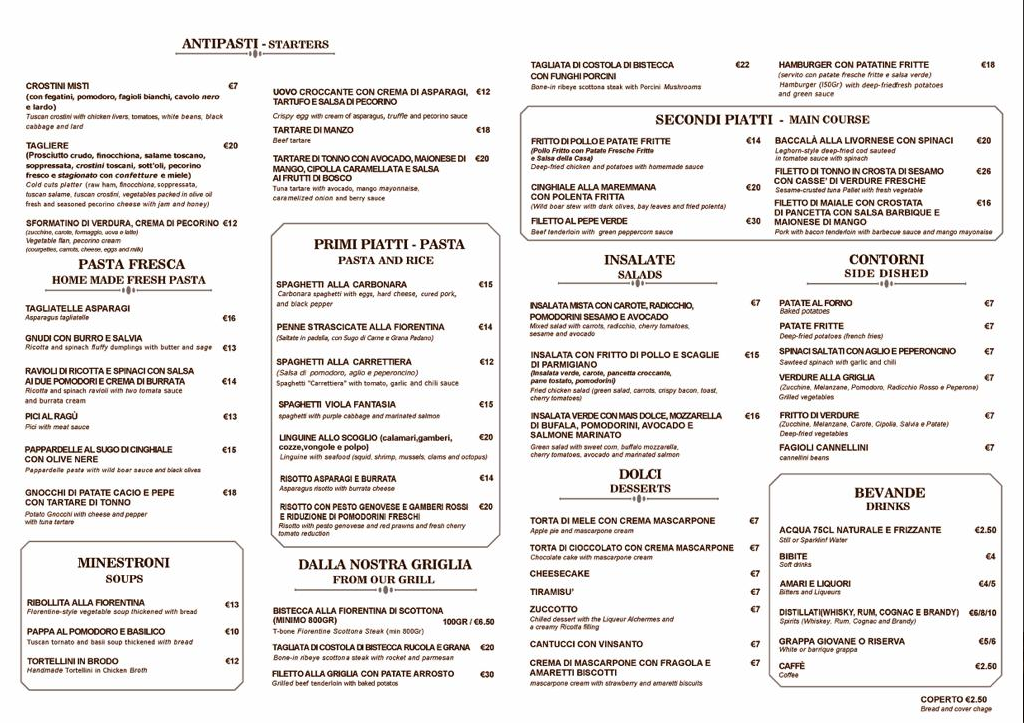 ANTIPASTI - STARTERS
CROSTINI MISTI €7
(con fegatini, pomodoro, fagioli bianchi, cavolo nero
e lardo)
Tuscan crostini with chicken livers, tomatoes, white beans, black
cabbage and lard
TAGLIERE €20
(Prosciutto crudo, finocchiona, salame toscano,
soppressata, crostini toscani, sott'oli, pecorino
fresco e stagionato con confetture e miele)
Cold cuts platter (raw ham, finocchiona, soppressata,
tuscan salame, tuscan crostini, vegetables packed in olive oil
fresh and seasoned pecorino cheese with jam and honey)
SFORMATINO DI VERDURA, CREMA DI PECORINO €12
(zucchine, carote, formaggio, uova e latte)
Vegetable flan, pecorino cream
(courgettes, carrots, cheese, eggs and milk)
UOVO CROCCANTE CON CREMA DI ASPARAGI, €12
TARTUFO E SALSA DI PECORINO
Crispy egg with cream of asparagus, truffle and pecorino sauce
TARTARE DI MANZO €18
Beef tartare
TARTARE DI TONNO CON AVOCADO, MAIONESE DI €20
MANGO, CIPOLLA CARAMELLATA E SALSA
AI FRUTTI DI BOSCO
Tuna tartare with avocado, mango mayonnaise,
caramelized onion and berry sauce
PASTA FRESCA
HOME MADE FRESH PASTA
TAGLIATELLE ASPARAGI
Asparagus tagliatelle €16
GNUDI CON BURRO E SALVIA
Ricotta and spinach fluffy dumplings with butter and sage €13
RAVIOLI DI RICOTTA E SPINACI CON SALSA
AI DUE POMODORI E CREMA DI BURRATA €14
Ricotta and spinach ravioli with two tomato sauce
and burrata cream
PICI AL RAGÙ €13
Pici with meat sauce
PAPPARDELLE AL SUGO DI CINGHIALE €15
CON OLIVE NERE
Pappardelle pasta with wild boar sauce and black olives
GNOCCHI DI PATATE CACIO E PEPE €18
CON TARTARE DI TONNO
Potato Gnocchi with cheese and pepper
with tuna tartare
MINESTRONI
SOUPS
RIBOLLITA ALLA FIORENTINA €13
Florentine-style vegetable soup thickened with bread
PAPPA AL POMODORO E BASILICO €10
Tuscan tornato and basil soup thickened with bread
TORTELLINI IN BRODO €12
Handmade Tortellini in Chicken Broth
PRIMI PIATTI - PASTA
PASTA AND RICE
SPAGHETTI ALLA CARBONARA €15
Carbonara spaghetti with eggs, hard cheese, cured pork,
and black pepper
PENNE STRASCICATE ALLA FIORENTINA €14
(Saltate in padella, con Sugo di Carne e Grana Padano)
SPAGHETTI ALLA CARRETTIERA €12
(Salsa di pomodoro, aglio e peperoncino)
Spaghetti "Carrettiera" with tomato, garlic and chili sauce
SPAGHETTI VIOLA FANTASIA €15
spaghetti with purple cabbage and marinated salmon
LINGUINE ALLO SCOGLIO (calamari,gamberi, €20
cozze,vongole e polpo)
Linguine with seafood (squid, shrimp, mussels, clams and octopus)
RISOTTO ASPARAGI E BURRATA €14
Asparagus risotto with burrata cheese
RISOTTO CON PESTO GENOVESE E GAMBERI ROSSI €20
E RIDUZIONE DI POMODORINI FRESCHI
Risotto with pesto genovese and red prawns and fresh cherry
tomato reduction
DALLA NOSTRA GRIGLIA
FROM OUR GRILL
BISTECCA ALLA FIORENTINA DI SCOTTONA
(MINIMO 800GR) 100GR / €6.50
T-bone Florentine Scottona Steak (min 800Gr)
TAGLIATA DI COSTOLA DI BISTECCA RUCOLA E GRANA €20
Bone-in ribeye scottona steak with rocket and parmesan
FILETTO ALLA GRIGLIA CON PATATE ARROSTO €30
Grilled beef tenderloin with baked potatos
TAGLIATA DI COSTOLA DI BISTECCA €22
CON FUNGHI PORCINI
Bone-in ribeye scottona steak with Porcini Mushrooms
HAMBURGER CON PATATINE FRITTE €18
(servito con patate fresche fritte e salsa verde)
Hamburger (150Gr) with deep-friedfresh potatoes
and green sauce
SECONDI PIATTI - MAIN COURSE
FRITTO DI POLLO E PATATE FRITTE €14
(Pollo Fritto con Patate Fresche Fritte
e Salsa della Casa)
Deep-fried chicken and potatoes with homemade sauce
CINGHIALE ALLA MAREMMANA €20
CON POLENTA FRITTA
(Wild boar stew with dark olives, bay leaves and fried polenta)
FILETTO AL PEPE VERDE €30
Beef tenderloin with green peppercorn sauce
BACCALÀ ALLA LIVORNESE CON SPINACI €20
Leghorn-style deep-fried cod sauteed
in tomatoe sauce with spinach
FILETTO DI TONNO IN CROSTA DI SESAMO €26
CON CASSE' DI VERDURE FRESCHE
Sesame-crusted tuna Pallet with fresh vegetable
FILETTO DI MAIALE CON CROSTATA €16
DI PANCETTA CON SALSA BARBIQUE E
MAIONESE DI MANGO
Pork with bacon tenderloin with barbecue sauce and mango mayonaise
INSALATE
SALADS
INSALATA MISTA CON CAROTE, RADICCHIO, €7
POMODORINI SESAMO E AVOCADO
Mixed salad with carrots, radicchio, cherry tomatoes,
sesame and avocado
INSALATA CON FRITTO DI POLLO E SCAGLIE €15
DI PARMIGIANO
(Insalata verde, carote, pancetta croccante,
pane tostato, pomodorini)
Fried chicken salad (green salad, carrots, crispy bacon, toast,
cherry tomatoes)
INSALATA VERDE CON MAIS DOLCE, MOZZARELLA €16
DI BUFALA, POMODORINI, AVOCADO E
SALMONE MARINATO
Green salad with sweet corn, buffalo mozzarella,
cherry tomatoes, avocado and marinated salmon
DOLCI
DESSERTS
TORTA DI MELE CON CREMA MASCARPONE €7
Apple pie and mascarpone cream
TORTA DI CIOCCOLATO CON CREMA MASCARPONE €7
Chocolate cake with mascarpone cream
CHEESECAKE €7
TIRAMISU' €7
ZUCCOTTO €7
Chilled dessert with the Liqueur Alchermes and
a creamy Ricotta filling
CANTUCCI CON VINSANTO €7
CREMA DI MASCARPONE CON FRAGOLA E €7
AMARETTI BISCOTTI
mascarpone cream with strawberry and amaretti biscuits
CONTORNI
SIDE DISHED
PATATE AL FORNO €7
Baked potatoes
PATATE FRITTE €7
Deep-fried potatoes (french fries)
SPINACI SALTATI CON AGLIO E PEPERONCINO €7
Sawteed spinach with garlic and chili
VERDURE ALLA GRIGLIA €7
(Zucchine, Melanzane, Pomodoro, Radicchio Rosso e Peperone)
Grilled vegetables
FRITTO DI VERDURE €7
(Zucchine, Melanzane, Carote, Cipolla, Salvia e Patate)
Deep-fried vegetables
FAGIOLI CANNELLINI €7
cannellini beans
BEVANDE
DRINKS
ACQUA 75CL NATURALE E FRIZZANTE €2.50
Still or Sparklinf Water
BIBITE €4
Soft drinks
AMARI E LIQUORI €4/5
Bitters and Liqueurs
DISTILLATI(WHISKY, RUM, COGNAC E BRANDY) €6/8/10
Spirits (Whiskey, Rum, Cognac and Brandy)
GRAPPA GIOVANE O RISERVA €5/6
White or barrique grappa
CAFFÈ €2.50
Coffee
COPERTO €2.50
Bread and cover chage